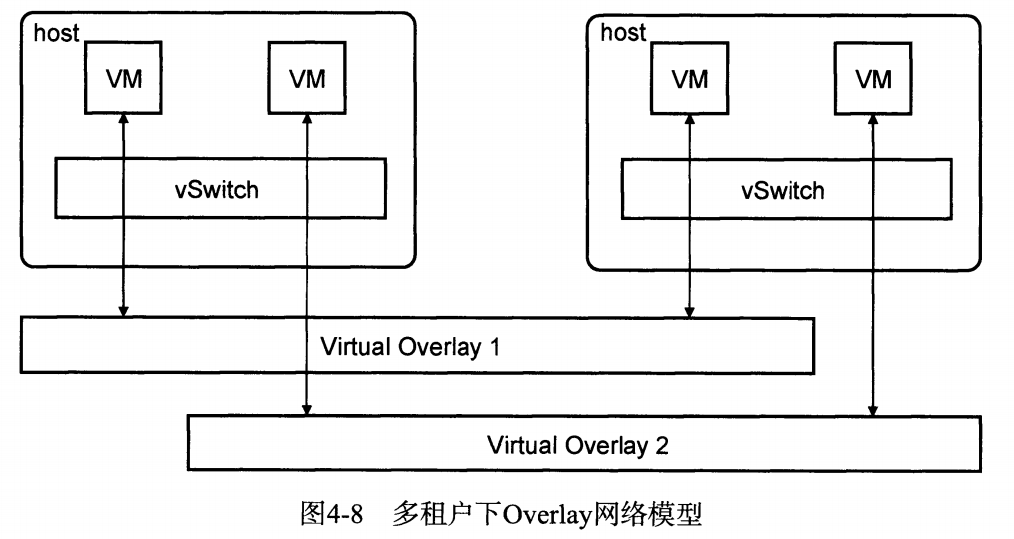 host
VM
VM
vSwitch
host
VM
VM
vSwitch
Virtual Overlay 1
Virtual Overlay 2
图4-8 多租户下Overlay网络模型